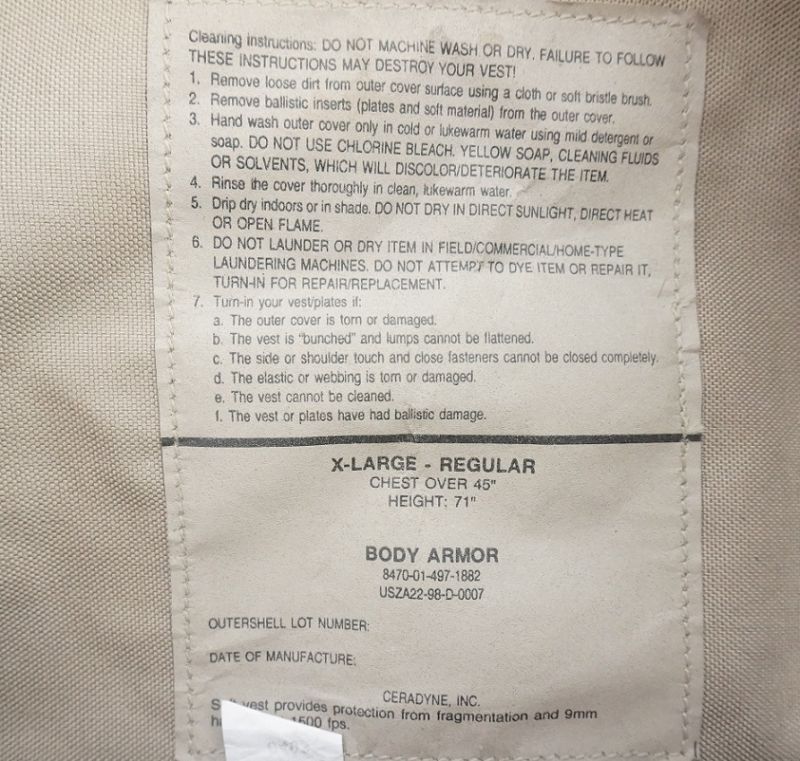 Cleaning instructions: DO NOT MACHINE WASH OR DRY. FAILURE TO FOLLOW
THESE INSTRUCTIONS MAY DESTROY YOUR VEST!
1. Remove loose dirt from outer cover surface using a cloth or soft bristle brush.
2. Remove ballistic inserts (plates and soft material) from the outer cover.
3. Hand wash outer cover only in cold or lukewarm water using mild detergent or
soap. DO NOT USE CHLORINE BLEACH. YELLOW SOAP, CLEANING FLUIDS
OR SOLVENTS, WHICH WILL DISCOLOR/DETERIORATE THE ITEM.
4. Rinse the cover thoroughly in clean, lukewarm water.
5. Drip dry indoors or in shade. DO NOT DRY IN DIRECT SUNLIGHT, DIRECT HEAT
OR OPEN FLAME.
6. DO NOT LAUNDER OR DRY ITEM IN FIELD/COMMERCIAL/HOME-TYPE
LAUNDERING MACHINES. DO NOT ATTEMPT TO DYE ITEM OR REPAIR IT,
TURN-IN FOR REPAIR/REPLACEMENT.
7. Turn-in your vest/plates if:
a. The outer cover is torn or damaged.
b. The vest is "bunched" and lumps cannot be flattened.
c. The side or shoulder touch and close fasteners cannot be closed completely.
d. The elastic or webbing is torn or damaged.
e. The vest cannot be cleaned.
f. The vest or plates have had ballistic damage.
X-LARGE - REGULAR
CHEST OVER 45"
HEIGHT: 71"
BODY ARMOR
8470-01-497-1882
USZA22-98-D-0007
OUTERSHELL LOT NUMBER:
DATE OF MANUFACTURE:
CERADYNE, INC.
vest provides protection from fragmentation and 9mm
1500 fps.